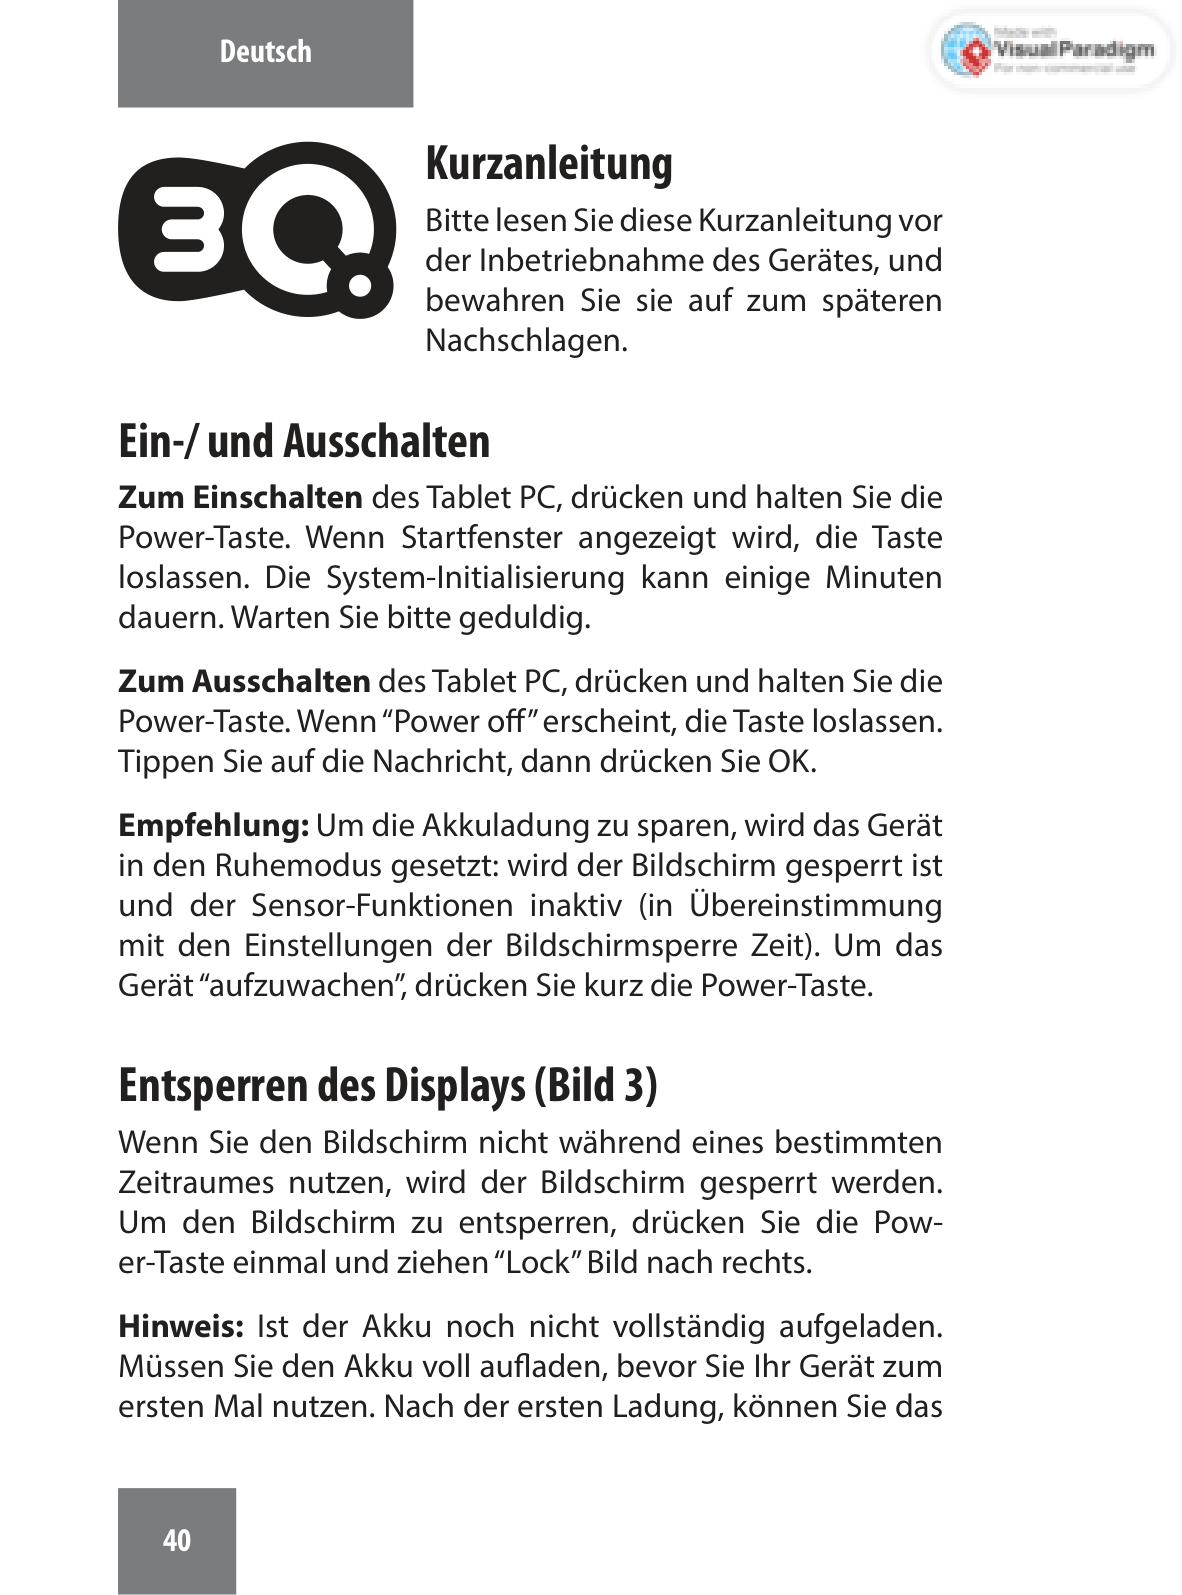 Deutsch
Made with
Visual Paradigm
For non-commercial use
3Q
Kurzanleitung
Bitte lesen Sie diese Kurzanleitung vor
der Inbetriebnahme des Gerätes, und
bewahren Sie sie auf zum späteren
Nachschlagen.
Ein-/ und Ausschalten
Zum Einschalten des Tablet PC, drücken und halten Sie die
Power-Taste. Wenn Startfenster angezeigt wird, die Taste
loslassen. Die System-Initialisierung kann einige Minuten
dauern. Warten Sie bitte geduldig.
Zum Ausschalten des Tablet PC, drücken und halten Sie die
Power-Taste. Wenn “Power off” erscheint, die Taste loslassen.
Tippen Sie auf die Nachricht, dann drücken Sie OK.
Empfehlung: Um die Akkuladung zu sparen, wird das Gerät
in den Ruhemodus gesetzt: wird der Bildschirm gesperrt ist
und der Sensor-Funktionen inaktiv (in Übereinstimmung
mit den Einstellungen der Bildschirmsperre Zeit). Um das
Gerät “aufzuwachen”, drücken Sie kurz die Power-Taste.
Entsperren des Displays (Bild 3)
Wenn Sie den Bildschirm nicht während eines bestimmten
Zeitraumes nutzen, wird der Bildschirm gesperrt werden.
Um den Bildschirm zu entsperren, drücken Sie die Pow-
er-Taste einmal und ziehen “Lock” Bild nach rechts.
Hinweis: Ist der Akku noch nicht vollständig aufgeladen.
Müssen Sie den Akku voll aufladen, bevor Sie Ihr Gerät zum
ersten Mal nutzen. Nach der ersten Ladung, können Sie das
40